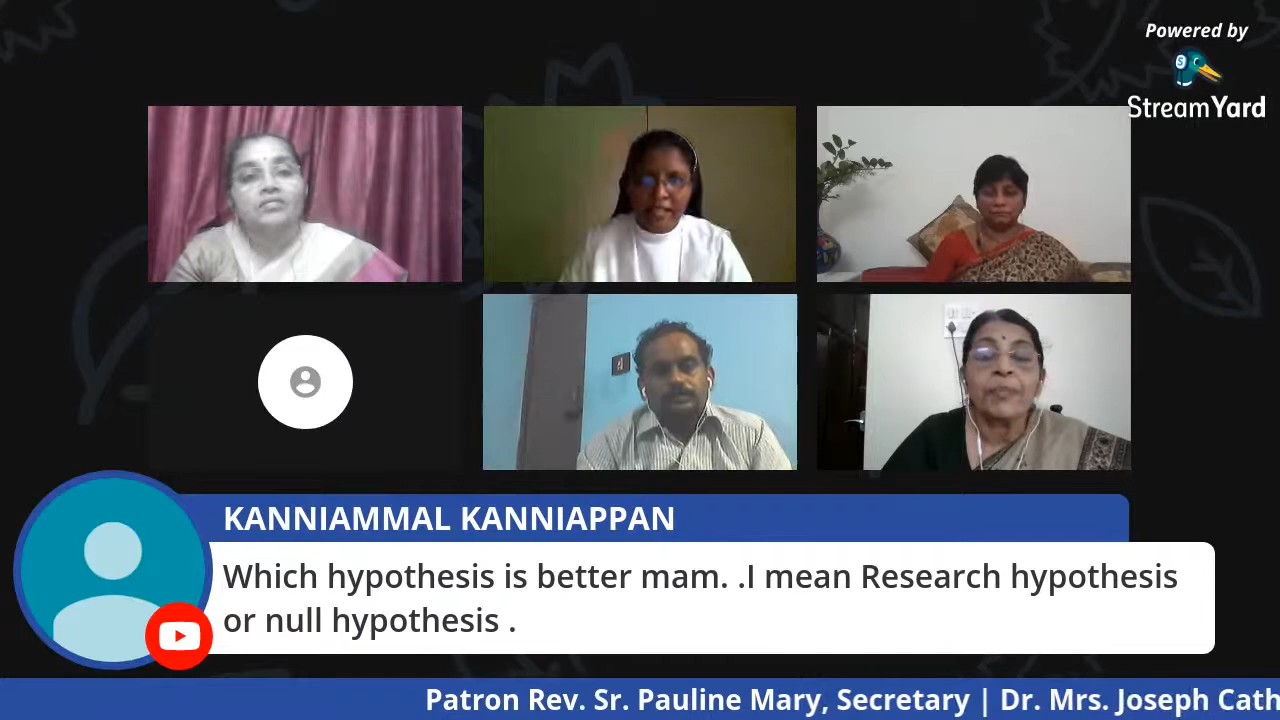 Powered by
StreamYard
KANNIAMMAL KANNIAPPAN
Which hypothesis is better mam. .I mean Research hypothesis
or null hypothesis .
Patron Rev. Sr. Pauline Mary, Secretary | Dr. Mrs. Joseph Cath